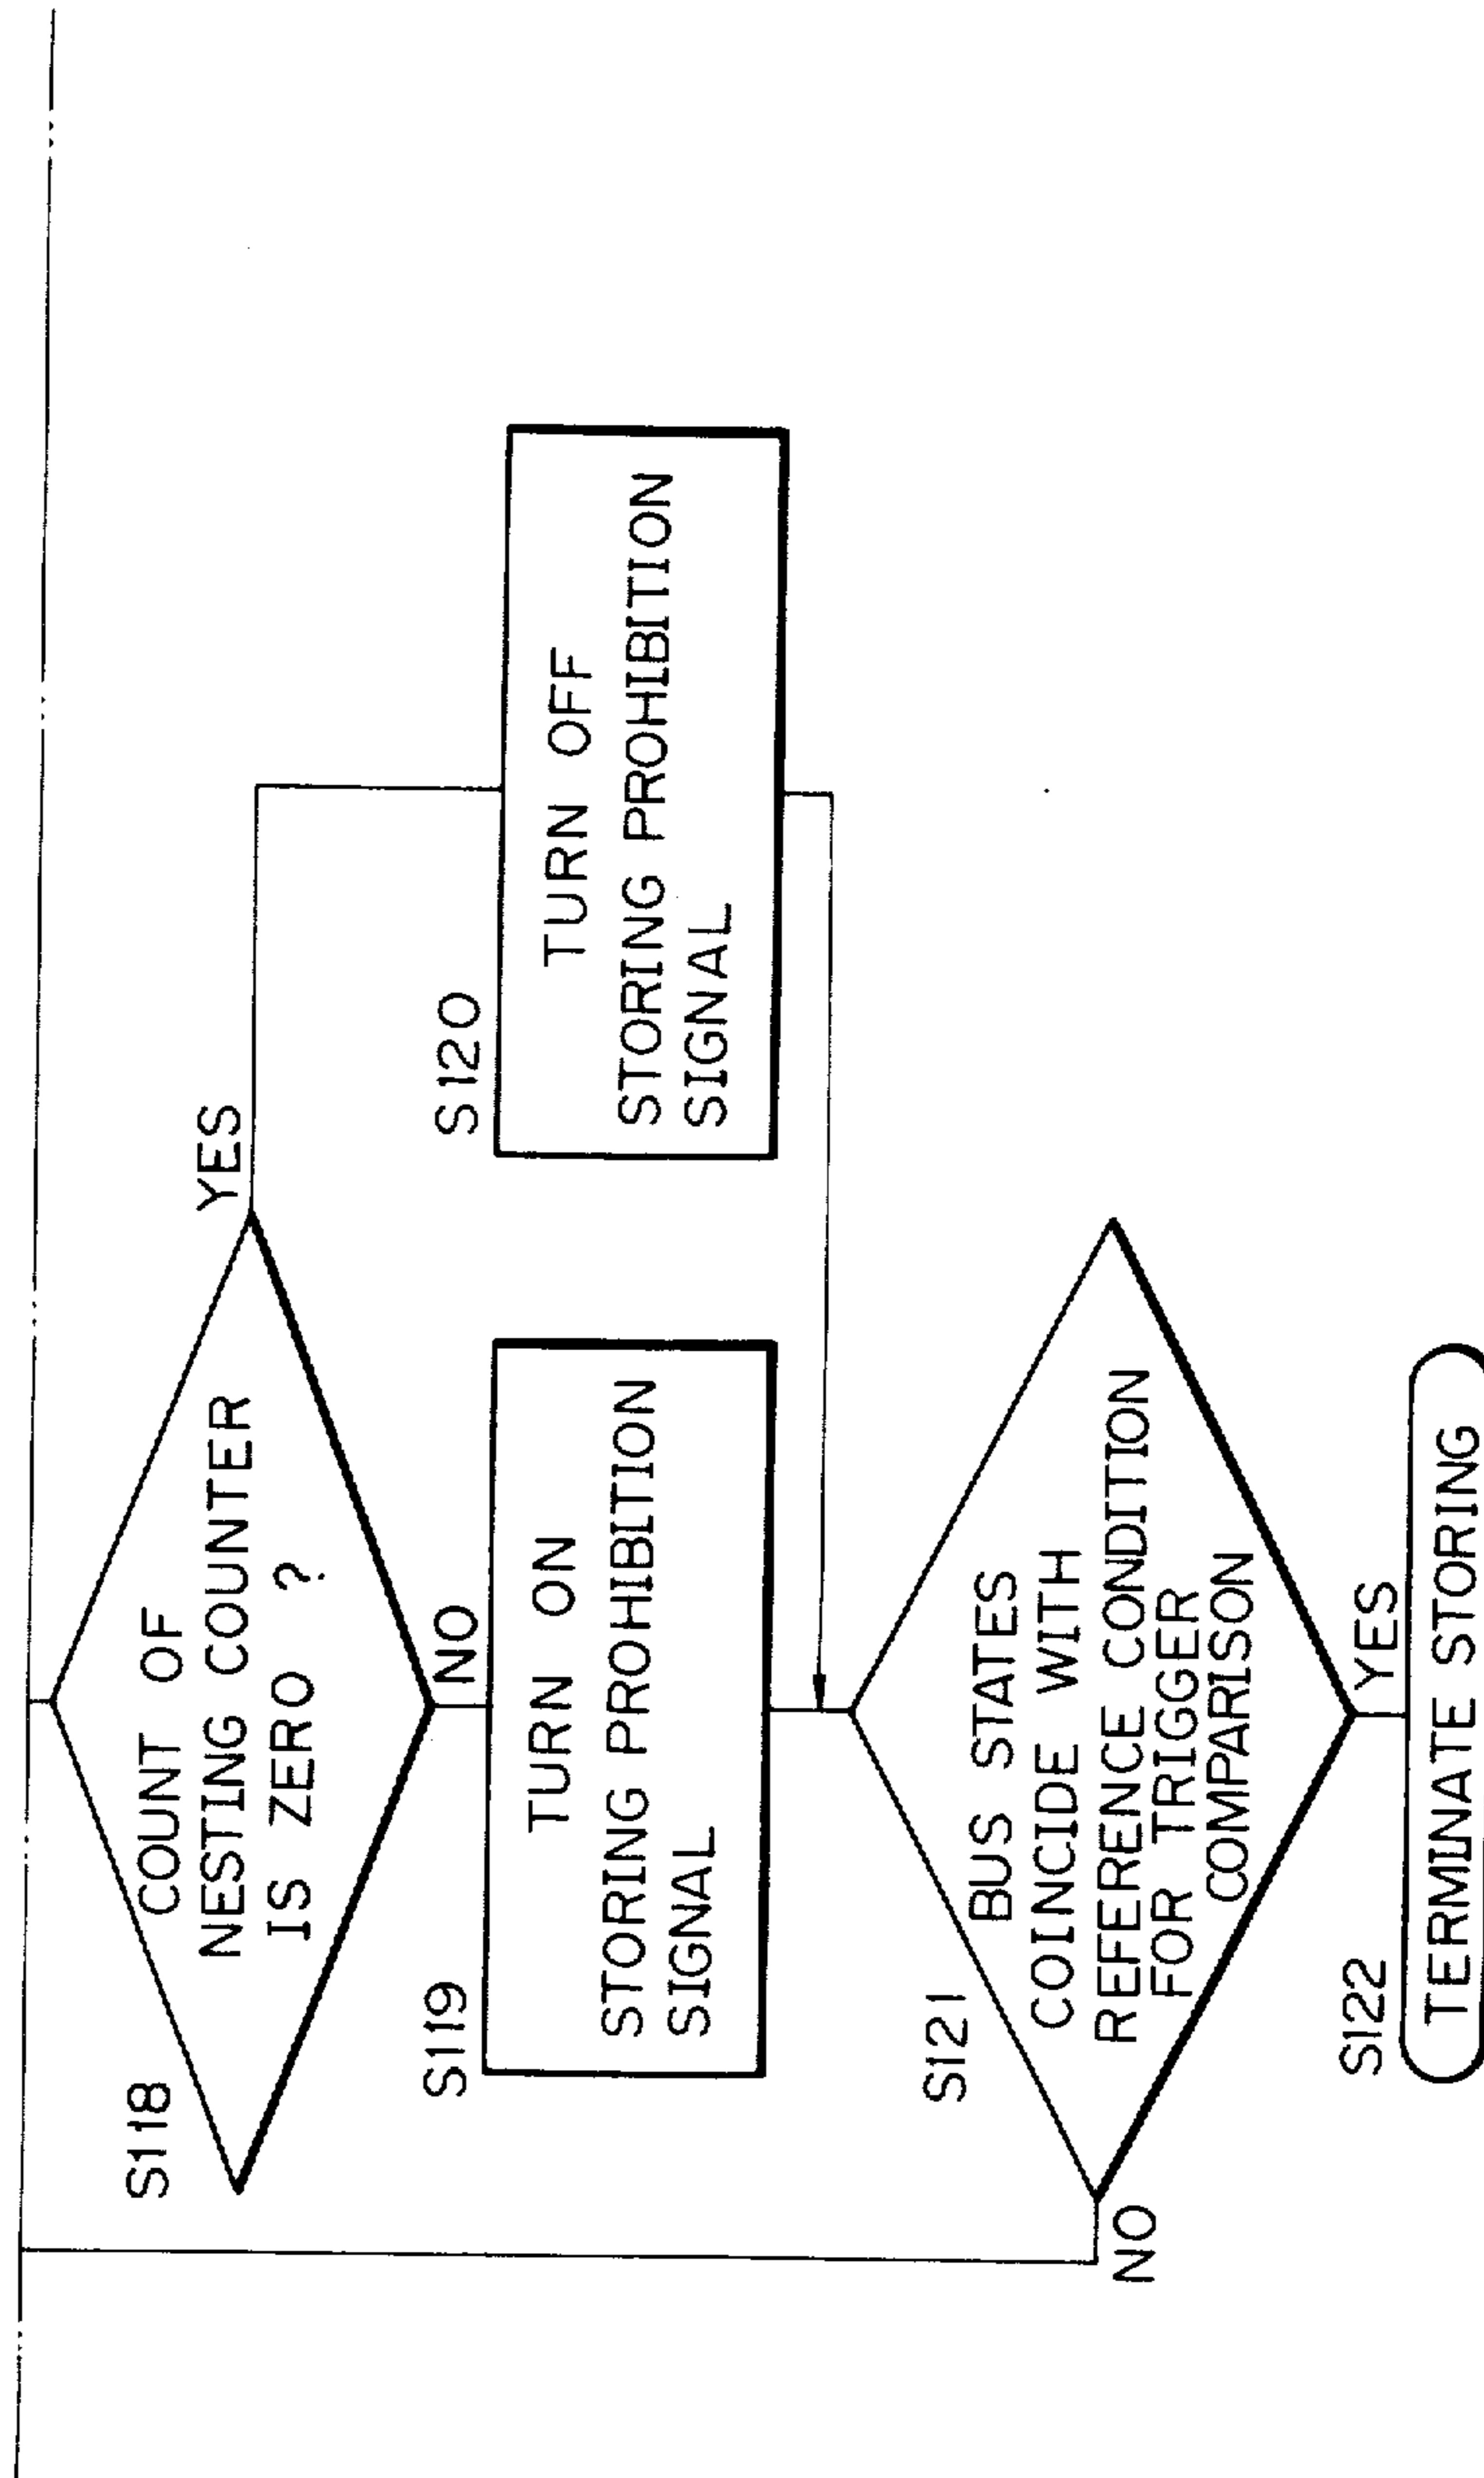 S118
COUNT OF
NESTING COUNTER
IS ZERO ?
YES
NO
S119
TURN ON
STORING PROHIBITION
SIGNAL
S120
TURN OFF
STORING PROHIBITION
SIGNAL
S121
BUS STATES
COINCIDE WITH
REFERENCE CONDITION
FOR TRIGGER
COMPARISON
NO
YES
S122
TERMINATE STORING